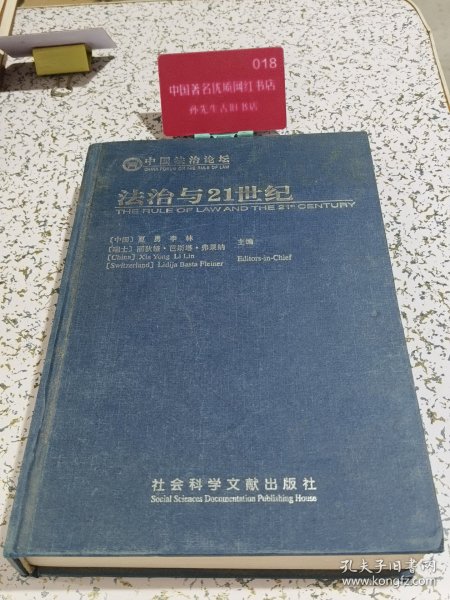 018
中国著名优质网红书店
孙先生古旧书店
中国法治论坛
CHINA FORUM ON THE RULE OF LAW
法治与21世纪
THE RULE OF LAW AND THE 21st CENTURY
[中国] 夏 勇 李 林 主编
[瑞士] 丽狄娅·芭斯塔·弗莱纳
[China] Xia Yong Li Lin Editors-in-Chief
[Switzerland] Lidija Basta Fleiner
社会科学文献出版社
Social Sciences Documentation Publishing House
孔夫子旧书网
www.kongfz.com